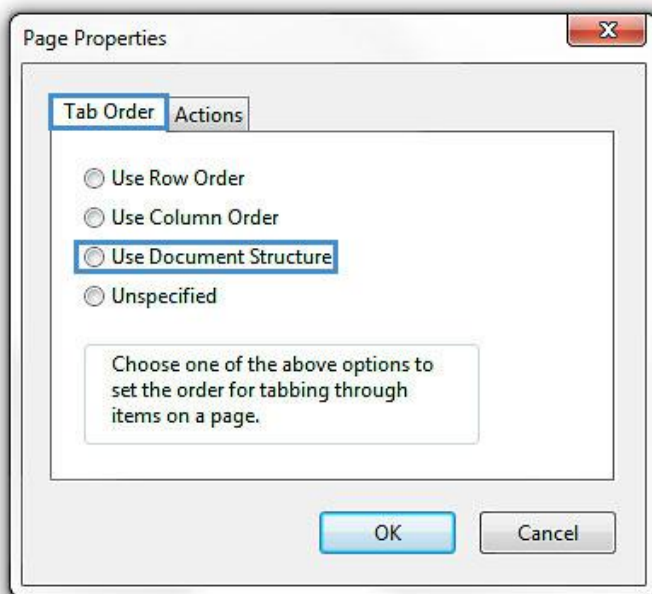 Page Properties
Tab Order Actions
Use Row Order
Use Column Order
Use Document Structure
Unspecified
Choose one of the above options to
set the order for tabbing through
items on a page.
OK Cancel